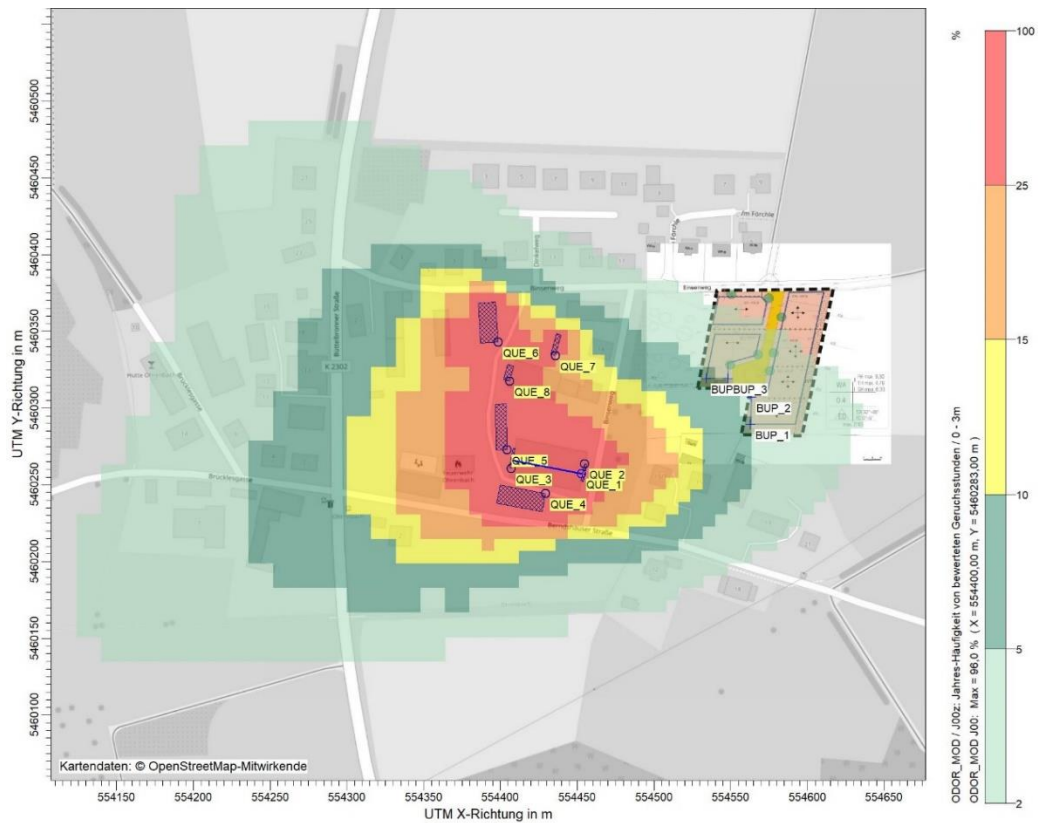 %
100
25
15
10
5
2
ODOR_MOD / J00z: Jahres-Häufigkeit von bewerteten Geruchsstunden / 0 - 3m
ODOR_MOD J00: Max = 96,0 % ( X = 554400,00 m, Y = 5460283,00 m)
UTM Y-Richtung in m
5460500
5460450
5460400
5460350
5460300
5460250
5460200
5460150
5460100
K 2302
Im Förchle
QUE_6
QUE_7
QUE_8
QUE_5
QUE_3
QUE_2
QUE_1
QUE_4
BUPBUP_3
BUP_2
BUP_1
Kartendaten: © OpenStreetMap-Mitwirkende
554150
554200
554250
554300
554350
554400
554450
554500
554550
554600
554650
UTM X-Richtung in m